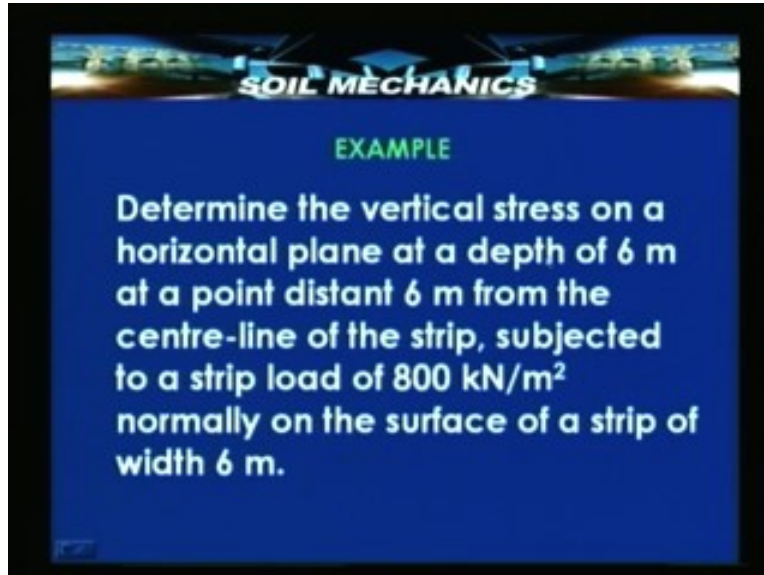 SOIL MECHANICS
EXAMPLE
Determine the vertical stress on a
horizontal plane at a depth of 6 m
at a point distant 6 m from the
centre-line of the strip, subjected
to a strip load of 800 kN/m²
normally on the surface of a strip of
width 6 m.